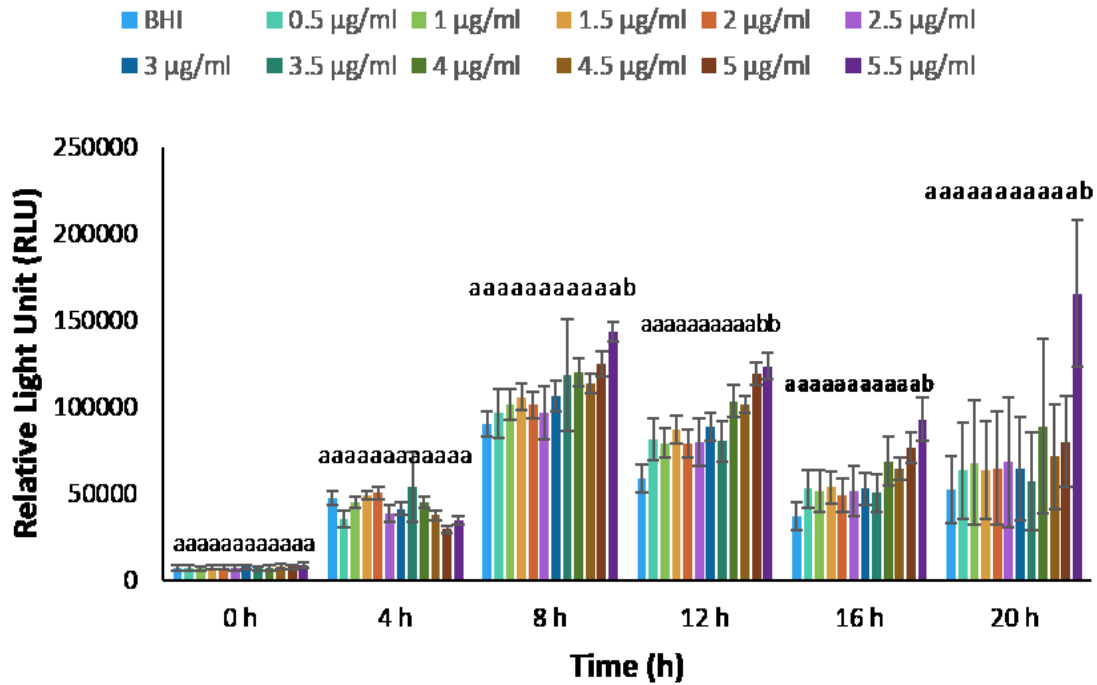 BHI 0.5 µg/ml 1 µg/ml 1.5 µg/ml 2 µg/ml 2.5 µg/ml
3 µg/ml 3.5 µg/ml 4 µg/ml 4.5 µg/ml 5 µg/ml 5.5 µg/ml
Relative Light Unit (RLU)
250000
200000
150000
100000
50000
0
aaaaaaaaaaaa
aaaaaaaaaaaa
aaaaaaaaaaab
aaaaaaaaaabb
aaaaaaaaaaab
aaaaaaaaaaab
0 h 4 h 8 h 12 h 16 h 20 h
Time (h)